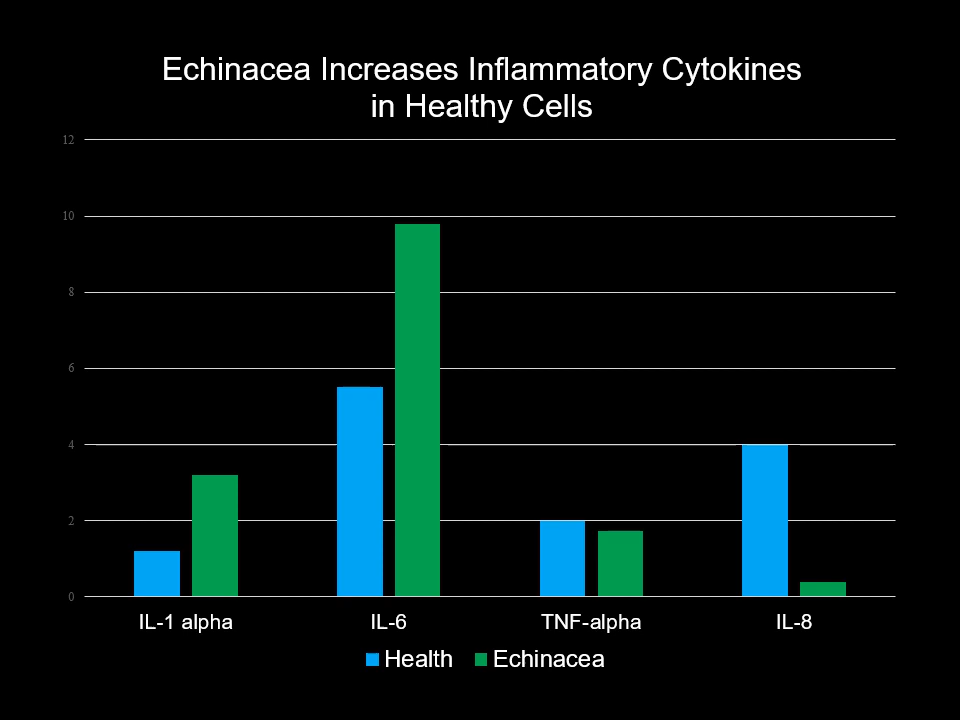 Echinacea Increases Inflammatory Cytokines
in Healthy Cells
12
10
8
6
4
2
0
IL-1 alpha IL-6 TNF-alpha IL-8
Health Echinacea